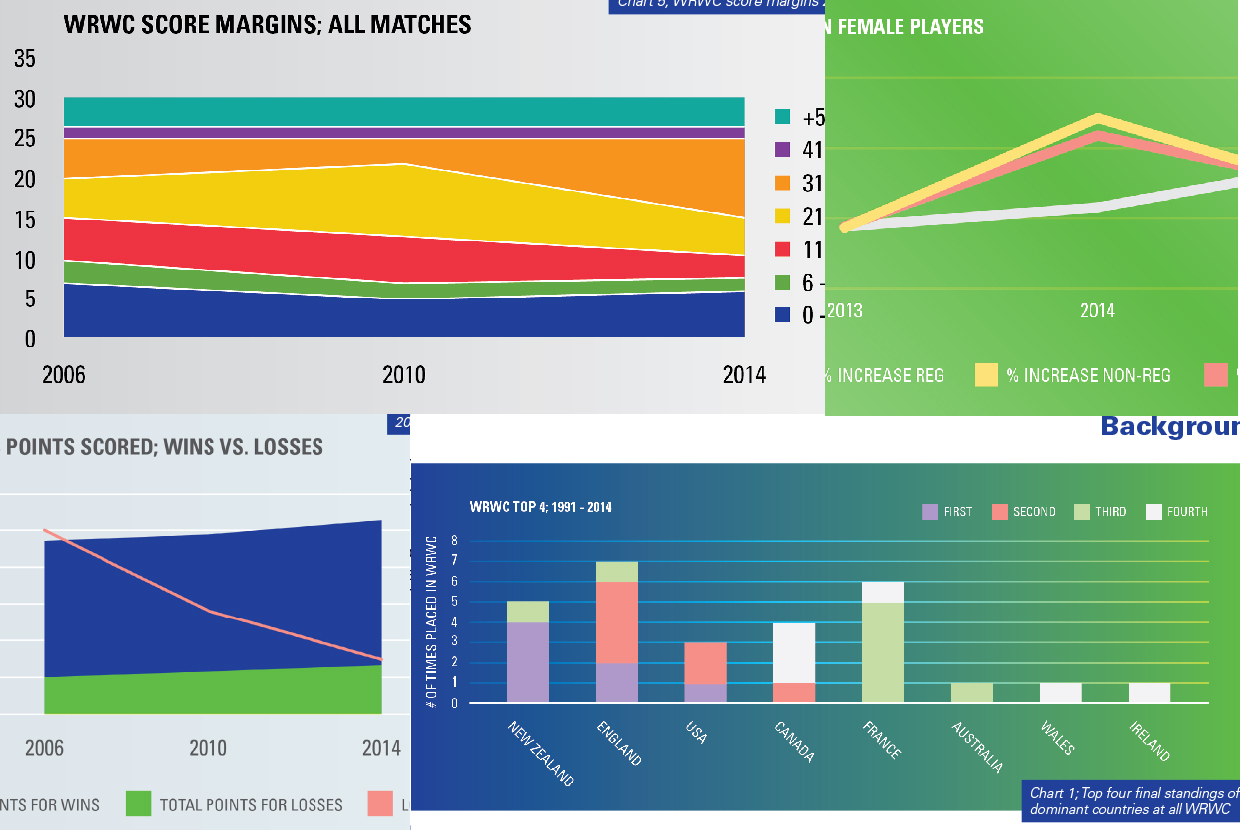 Chart 5; WRWC score margins
WRWC SCORE MARGINS; ALL MATCHES
35
30
25
20
15
10
5
0
2006
2010
2014
+5
41
31
21
11
6 -
0 -
N FEMALE PLAYERS
2013
2014
% INCREASE REG
% INCREASE NON-REG
20
POINTS SCORED; WINS VS. LOSSES
2006
2010
2014
NTS FOR WINS
TOTAL POINTS FOR LOSSES
L
Backgroun
WRWC TOP 4; 1991 - 2014
FIRST
SECOND
THIRD
FOURTH
# OF TIMES PLACED IN WRWC
8
7
6
5
4
3
2
1
0
NEW ZEALAND
ENGLAND
USA
CANADA
FRANCE
AUSTRALIA
WALES
IRELAND
Chart 1; Top four final standings of
dominant countries at all WRWC